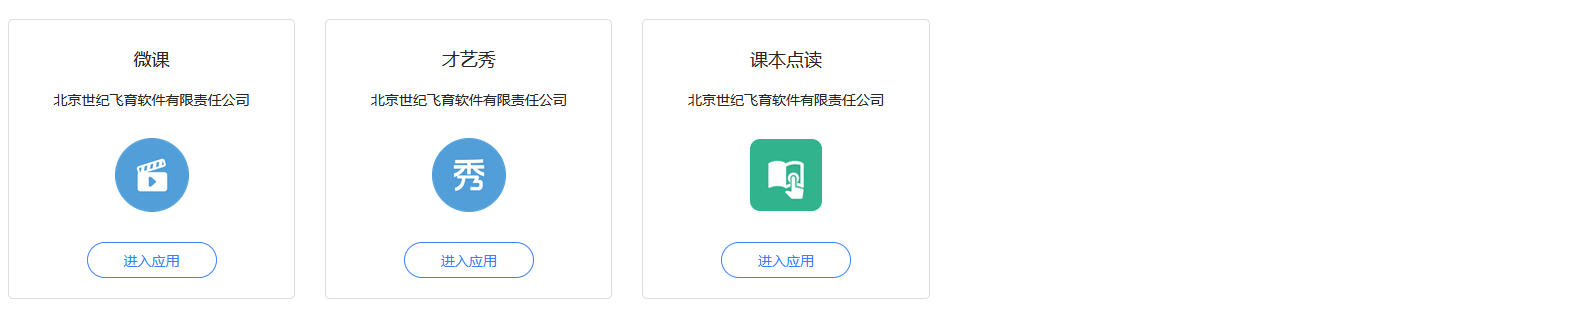 微课
北京世纪飞育软件有限责任公司
进入应用
才艺秀
北京世纪飞育软件有限责任公司
秀
进入应用
课本点读
北京世纪飞育软件有限责任公司
进入应用